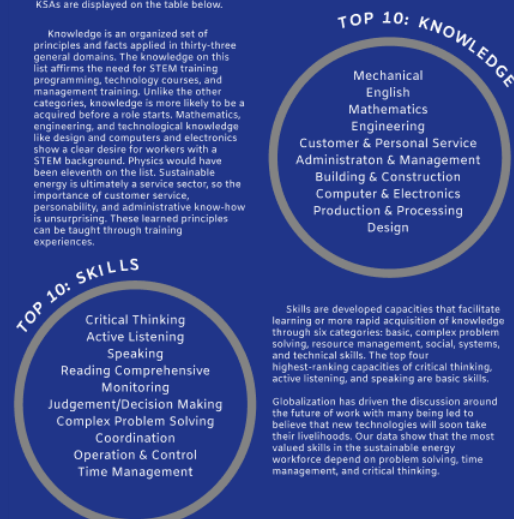 KSAs are displayed on the table below.
Knowledge is an organized set of
principles and facts applied in thirty-three
general domains. The knowledge on this
list affirms the need for STEM training
programming, technology courses, and
management training. Unlike the other
categories, knowledge is more likely to be a
acquired before a role starts. Mathematics,
engineering, and technological knowledge
like design and computers and electronics
show a clear desire for workers with a
STEM background. Physics would have
been eleventh on the list. Sustainable
energy is ultimately a service sector, so the
importance of customer service,
personability, and administrative know-how
is unsurprising. These learned principles
can be taught through training
experiences.
TOP 10: KNOWLEDGE
Mechanical
English
Mathematics
Engineering
Customer & Personal Service
Administraton & Management
Building & Construction
Computer & Electronics
Production & Processing
Design
TOP 10: SKILLS
Critical Thinking
Active Listening
Speaking
Reading Comprehensive
Monitoring
Judgement/Decision Making
Complex Problem Solving
Coordination
Operation & Control
Time Management
Skills are developed capacities that facilitate
learning or more rapid acquisition of knowledge
through six categories: basic, complex problem
solving, resource management, social, systems,
and technical skills. The top four
highest-ranking capacities of critical thinking,
active listening, and speaking are basic skills.
Globalization has driven the discussion around
the future of work with many being led to
believe that new technologies will soon take
their livelihoods. Our data show that the most
valued skills in the sustainable energy
workforce depend on problem solving, time
management, and critical thinking.